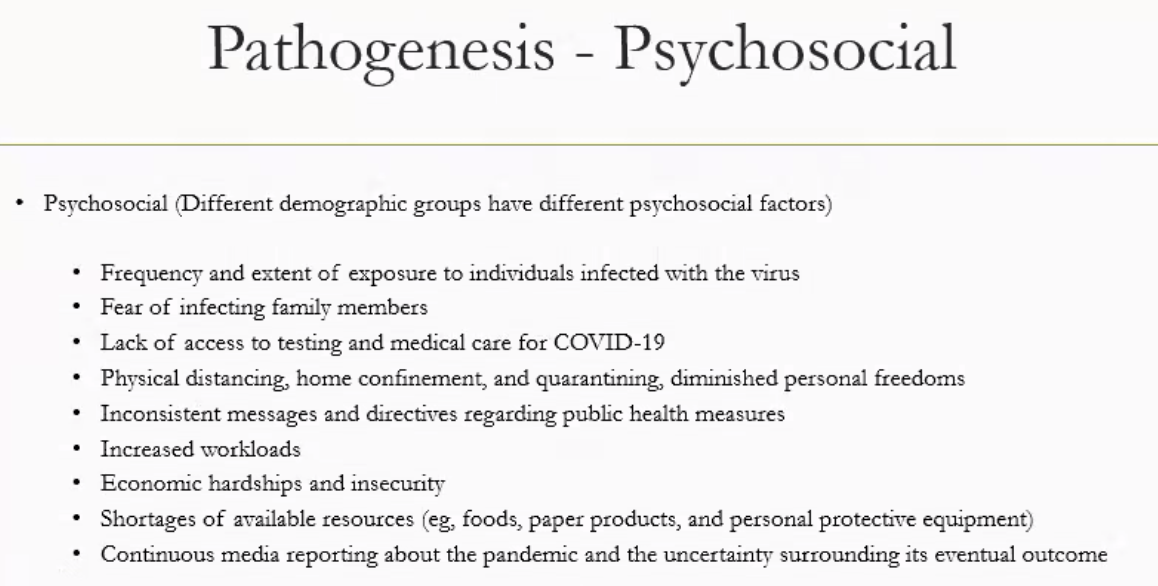 Pathogenesis - Psychosocial
• Psychosocial (Different demographic groups have different psychosocial factors)
• Frequency and extent of exposure to individuals infected with the virus
• Fear of infecting family members
• Lack of access to testing and medical care for COVID-19
• Physical distancing, home confinement, and quarantining, diminished personal freedoms
• Inconsistent messages and directives regarding public health measures
• Increased workloads
• Economic hardships and insecurity
• Shortages of available resources (eg, foods, paper products, and personal protective equipment)
• Continuous media reporting about the pandemic and the uncertainty surrounding its eventual outcome